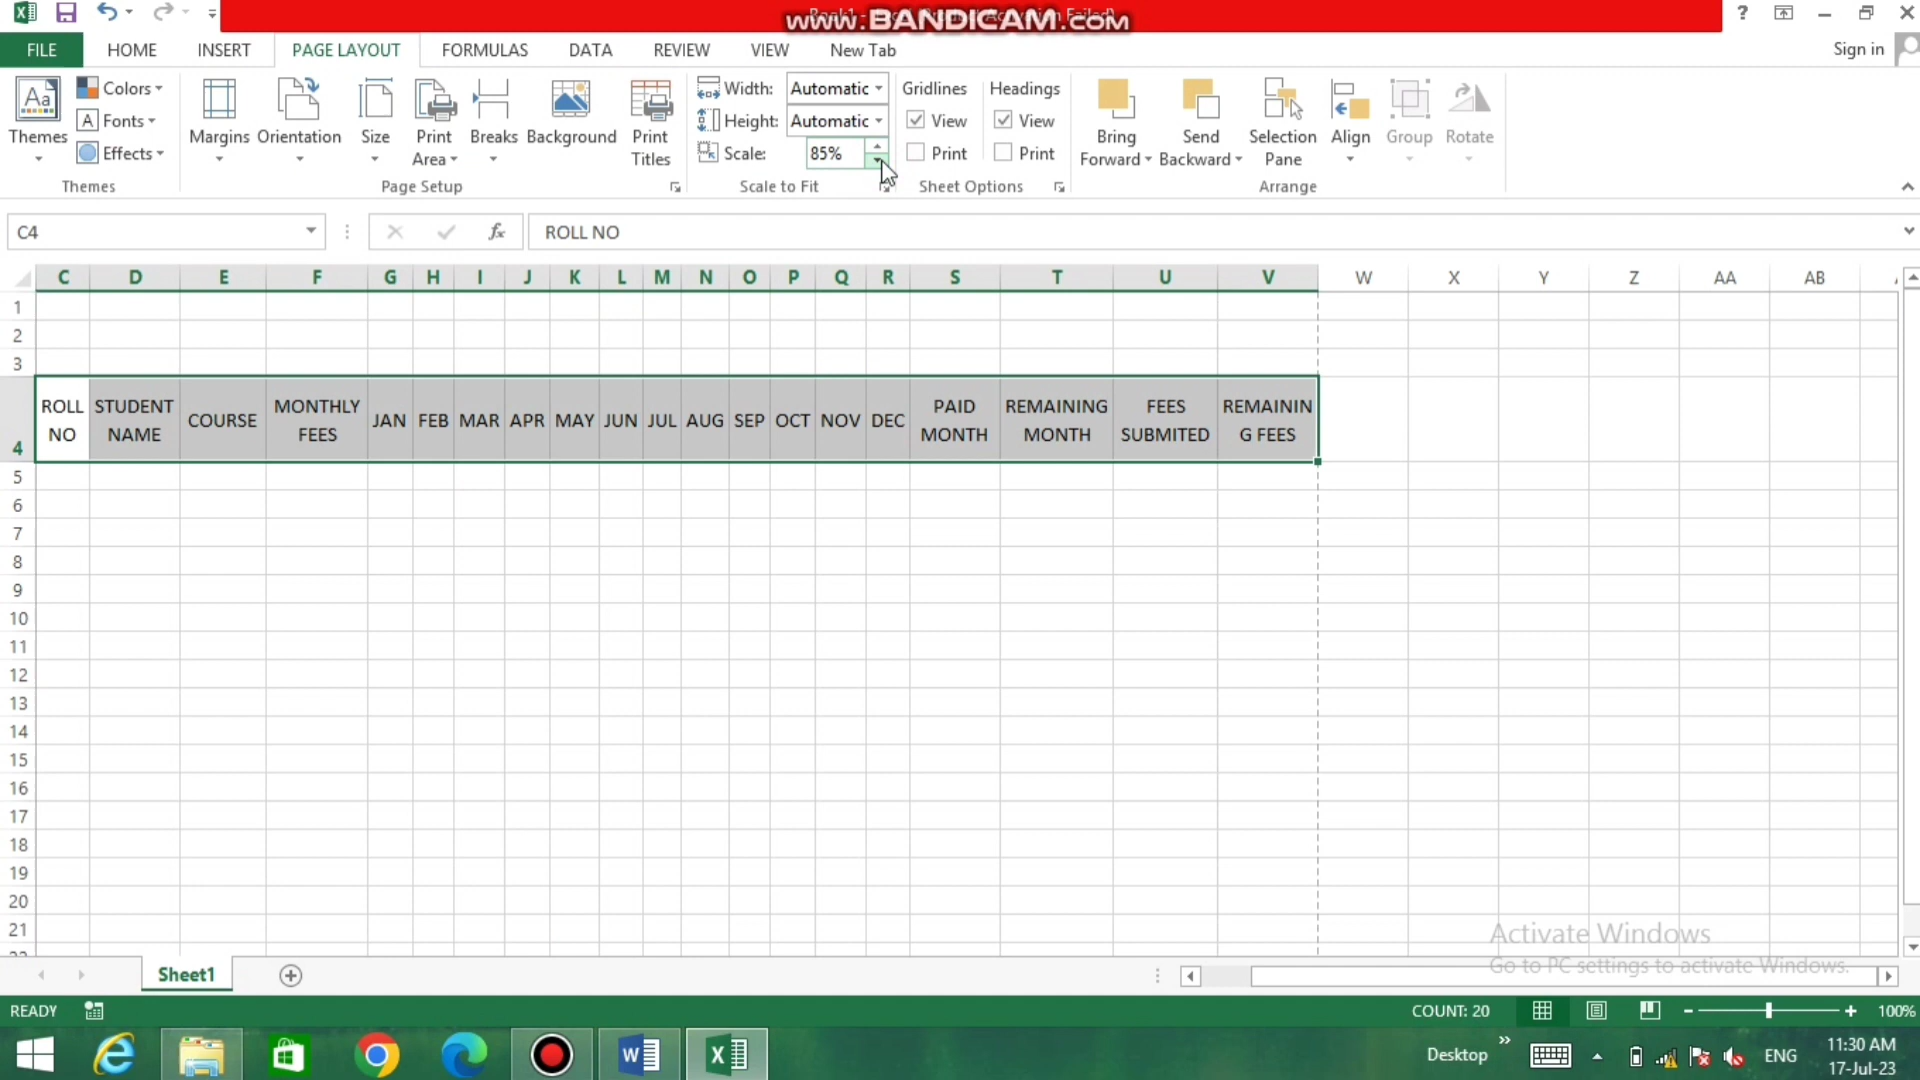 www.BANDICAM.com
?
FILE HOME INSERT PAGE LAYOUT FORMULAS DATA REVIEW VIEW New Tab Sign in
Aa Colors Width: Automatic Gridlines Headings
A Fonts Height: Automatic View View
Themes Effects Margins Orientation Size Print Area Breaks Background Print Titles Scale: 85% Print Print Bring Forward Send Backward Selection Pane Align Group Rotate
Themes Page Setup Scale to Fit Sheet Options Arrange
C4 fx ROLL NO
C D E F G H I J K L M N O P Q R S T U V W X Y Z AA AB
1
2
3
4 ROLL NO STUDENT NAME COURSE MONTHLY FEES JAN FEB MAR APR MAY JUN JUL AUG SEP OCT NOV DEC PAID MONTH REMAINING MONTH FEES SUBMITED REMAININ G FEES
5
6
7
8
9
10
11
12
13
14
15
16
17
18
19
20
21
Activate Windows
Go to PC settings to activate Windows.
Sheet1
READY COUNT: 20 100%
Desktop ENG 11:30 AM
17-Jul-23